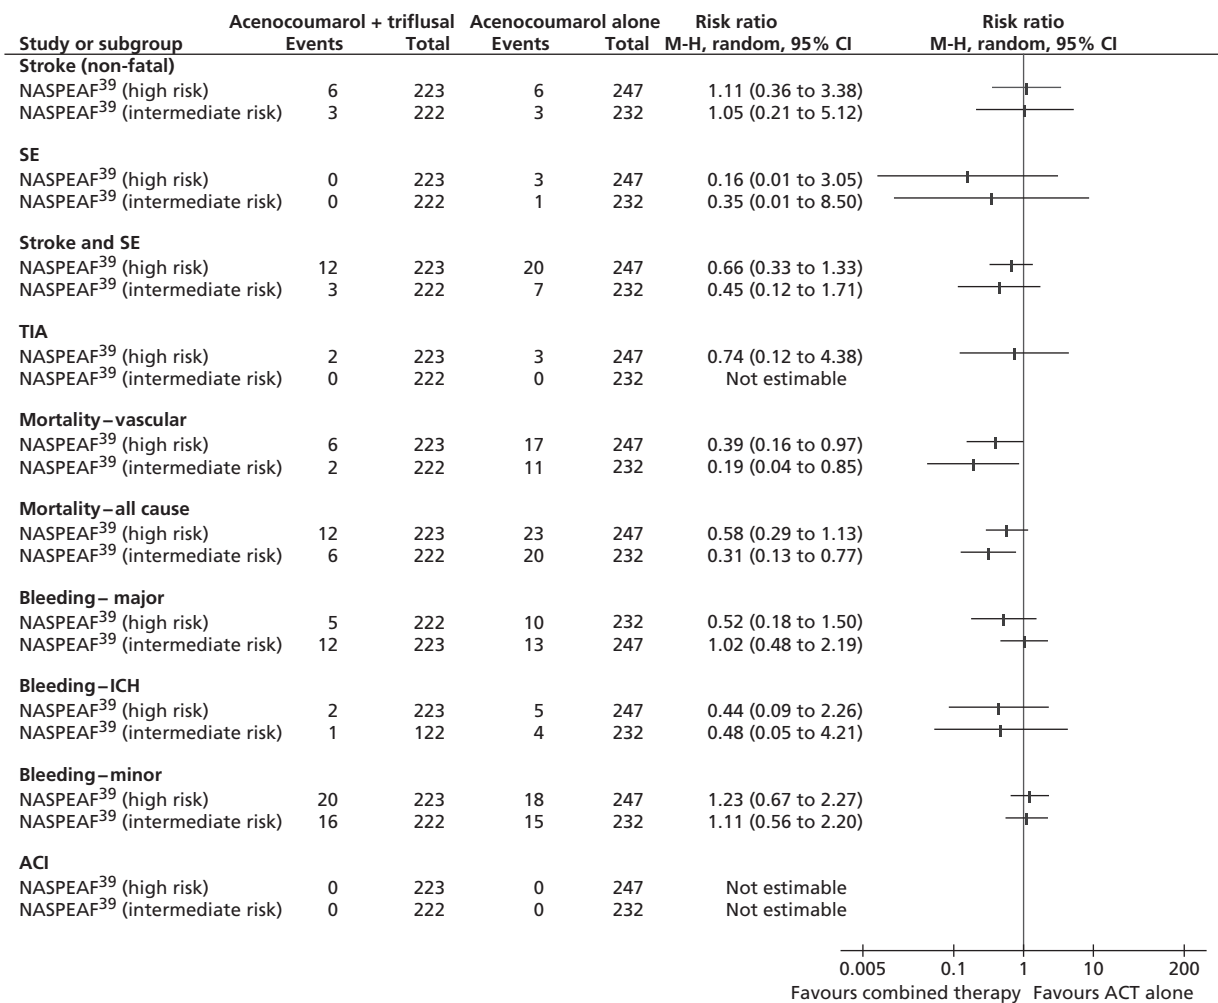 Acenocoumarol + triflusal Acenocoumarol alone Risk ratio Risk ratio
Study or subgroup Events Total Events Total M-H, random, 95% CI M-H, random, 95% CI
Stroke (non-fatal)
NASPEAF39 (high risk) 6 223 6 247 1.11 (0.36 to 3.38)
NASPEAF39 (intermediate risk) 3 222 3 232 1.05 (0.21 to 5.12)
SE
NASPEAF39 (high risk) 0 223 3 247 0.16 (0.01 to 3.05)
NASPEAF39 (intermediate risk) 0 222 1 232 0.35 (0.01 to 8.50)
Stroke and SE
NASPEAF39 (high risk) 12 223 20 247 0.66 (0.33 to 1.33)
NASPEAF39 (intermediate risk) 3 222 7 232 0.45 (0.12 to 1.71)
TIA
NASPEAF39 (high risk) 2 223 3 247 0.74 (0.12 to 4.38)
NASPEAF39 (intermediate risk) 0 222 0 232 Not estimable
Mortality–vascular
NASPEAF39 (high risk) 6 223 17 247 0.39 (0.16 to 0.97)
NASPEAF39 (intermediate risk) 2 222 11 232 0.19 (0.04 to 0.85)
Mortality–all cause
NASPEAF39 (high risk) 12 223 23 247 0.58 (0.29 to 1.13)
NASPEAF39 (intermediate risk) 6 222 20 232 0.31 (0.13 to 0.77)
Bleeding– major
NASPEAF39 (high risk) 5 222 10 232 0.52 (0.18 to 1.50)
NASPEAF39 (intermediate risk) 12 223 13 247 1.02 (0.48 to 2.19)
Bleeding–ICH
NASPEAF39 (high risk) 2 223 5 247 0.44 (0.09 to 2.26)
NASPEAF39 (intermediate risk) 1 122 4 232 0.48 (0.05 to 4.21)
Bleeding–minor
NASPEAF39 (high risk) 20 223 18 247 1.23 (0.67 to 2.27)
NASPEAF39 (intermediate risk) 16 222 15 232 1.11 (0.56 to 2.20)
ACI
NASPEAF39 (high risk) 0 223 0 247 Not estimable
NASPEAF39 (intermediate risk) 0 222 0 232 Not estimable
0.005 0.1 1 10 200
Favours combined therapy Favours ACT alone